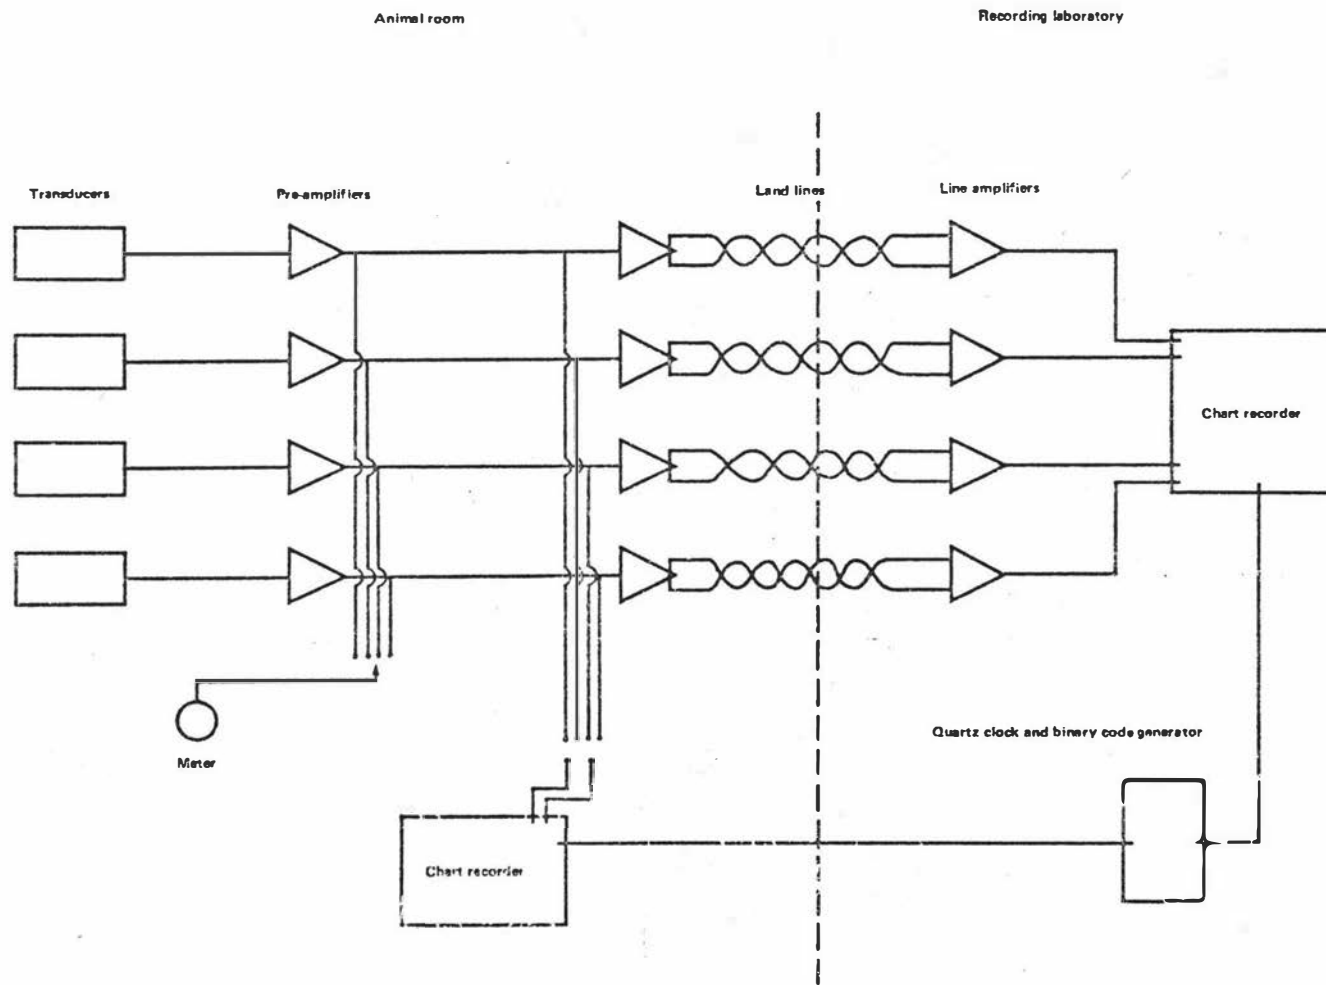 Animal room
Recording laboratory
Transducers
Pre-amplifiers
Land lines
Line amplifiers
Chart recorder
Meter
Quartz clock and binary code generator
Chart recorder